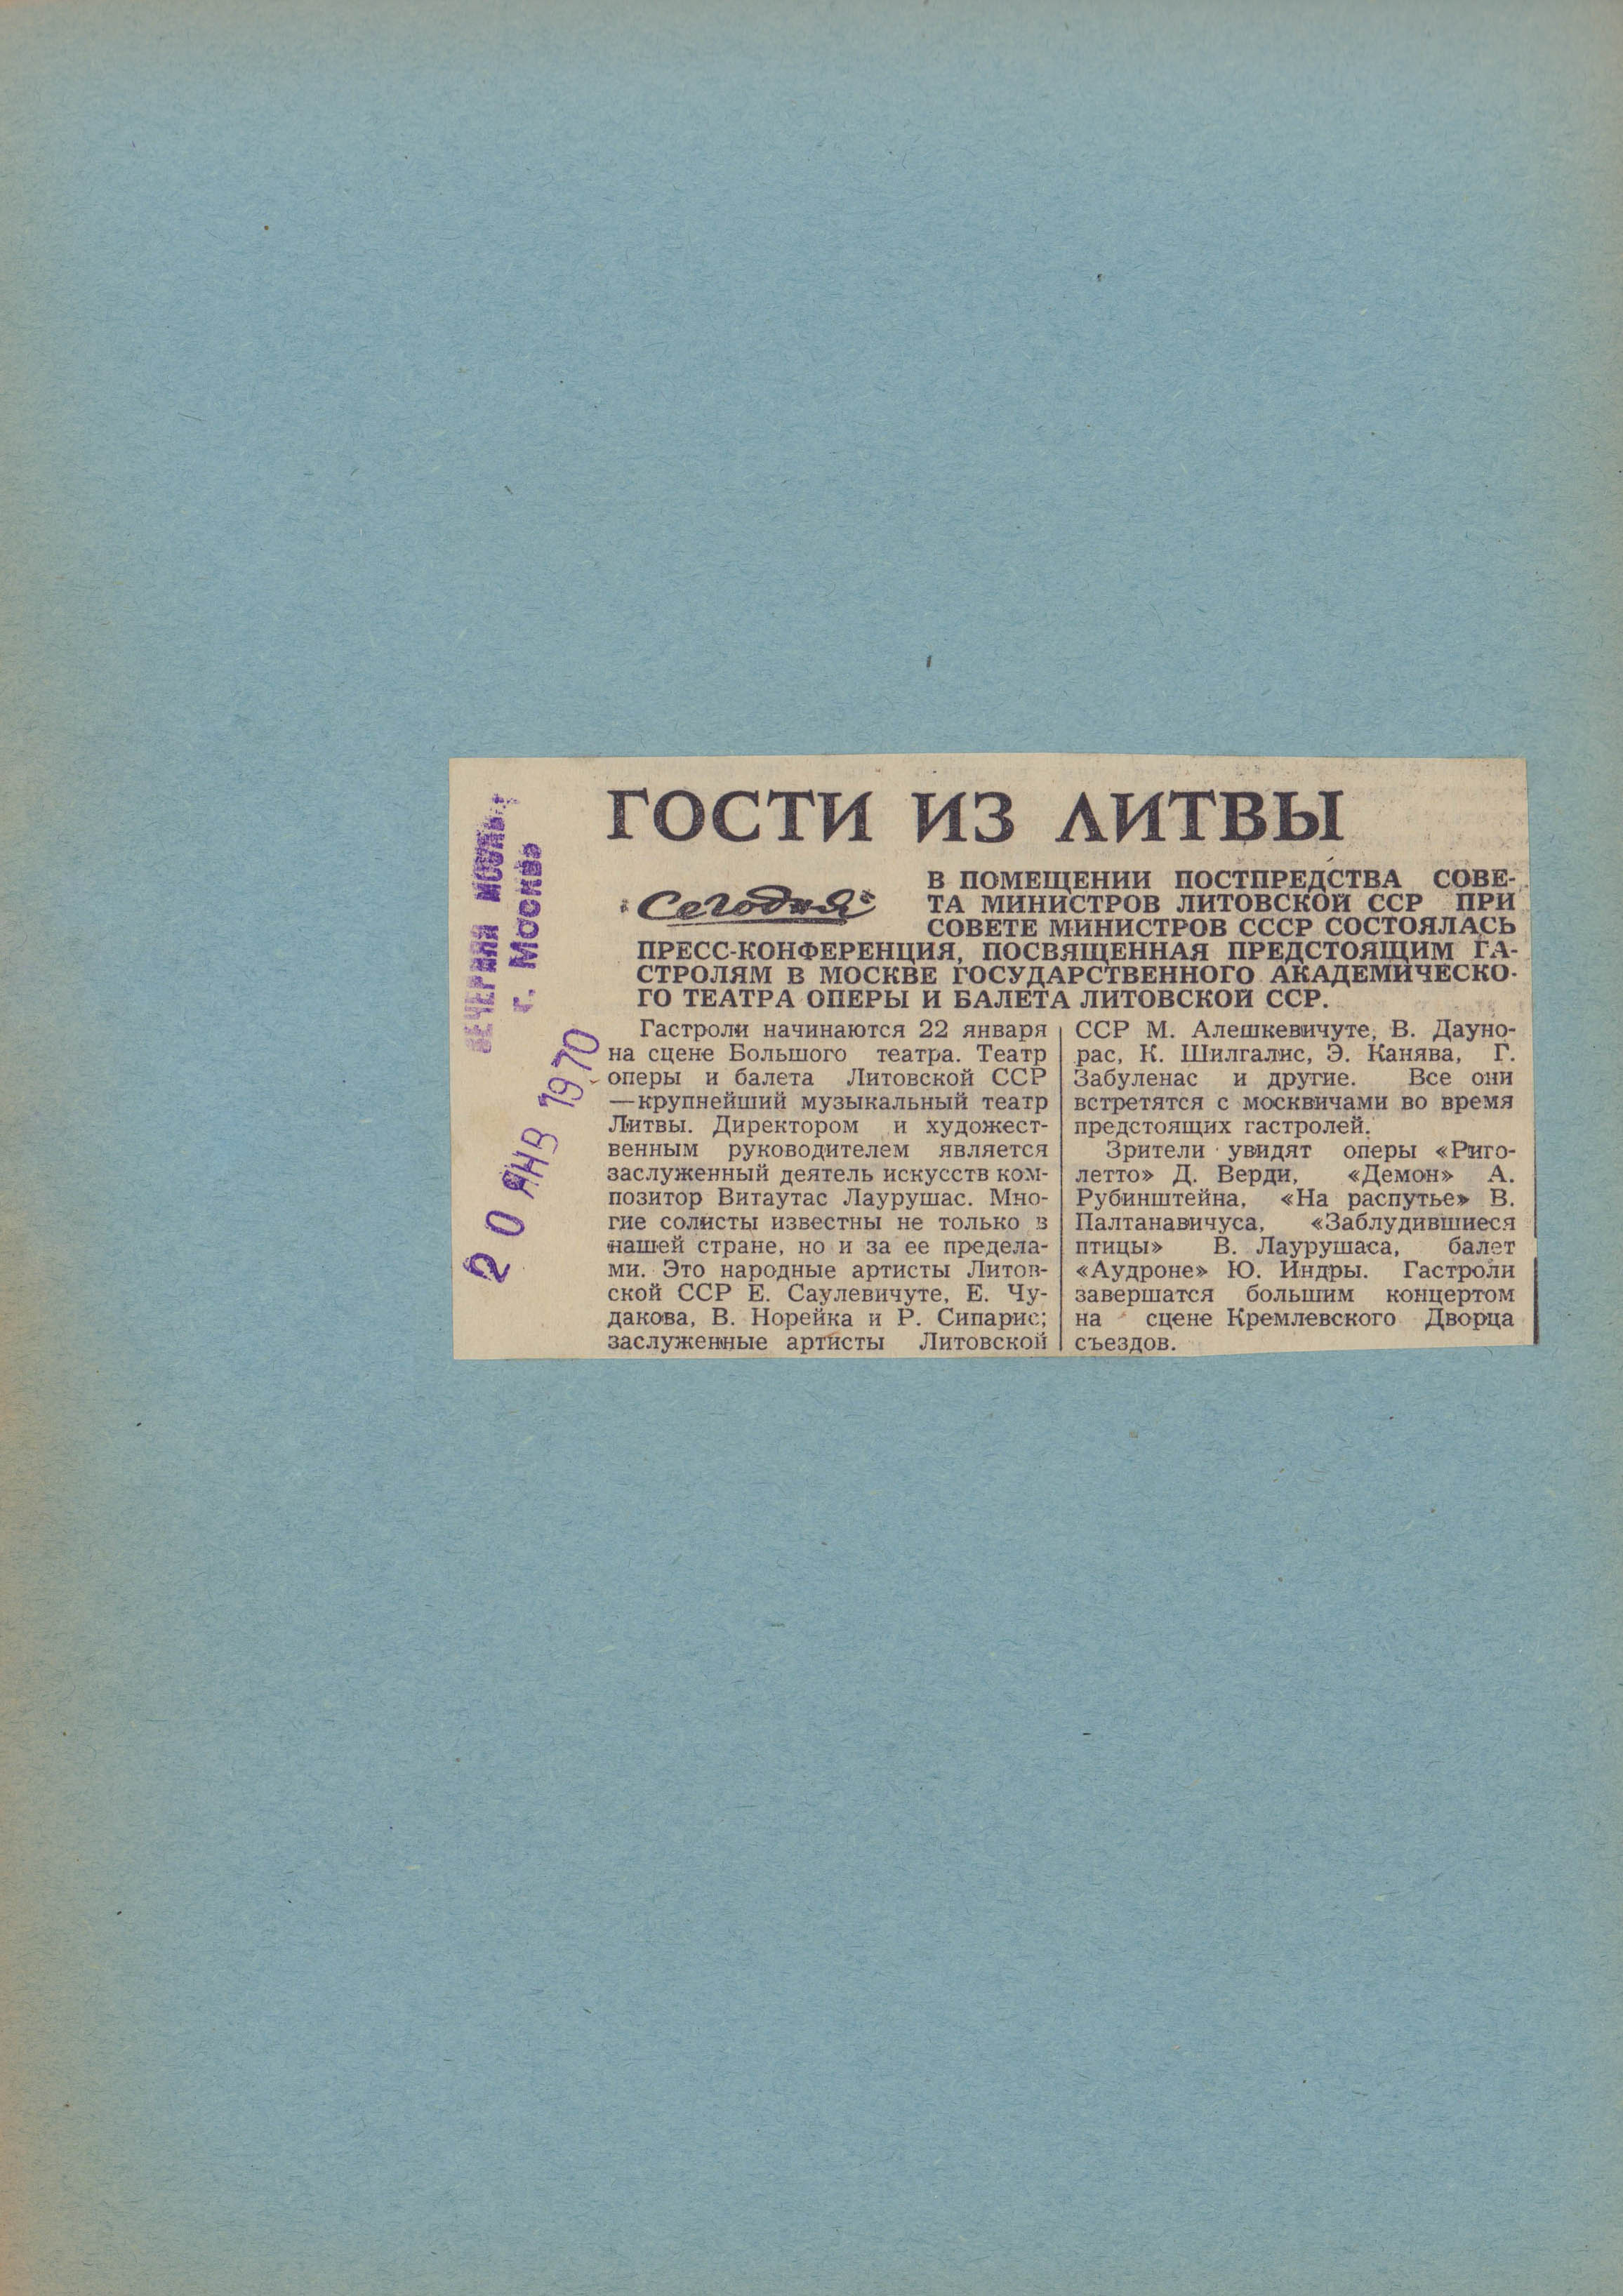 ГОСТИ ИЗ ЛИТВЫ
Сегодня
В ПОМЕЩЕНИИ ПОСТПРЕДСТВА СОВЕ-
ТА МИНИСТРОВ ЛИТОВСКОЙ ССР ПРИ
СОВЕТЕ МИНИСТРОВ СССР СОСТОЯЛАСЬ
ПРЕСС-КОНФЕРЕНЦИЯ, ПОСВЯЩЕННАЯ ПРЕДСТОЯЩИМ ГА-
СТРОЛЯМ В МОСКВЕ ГОСУДАРСТВЕННОГО АКАДЕМИЧЕСКО-
ГО ТЕАТРА ОПЕРЫ И БАЛЕТА ЛИТОВСКОЙ ССР.
Гастроли начинаются 22 января
на сцене Большого театра. Театр
оперы и балета Литовской ССР
—крупнейший музыкальный театр
Литвы. Директором и художест-
венным руководителем является
заслуженный деятель искусств ком-
позитор Витаутас Лаурушас. Мно-
гие солисты известны не только в
нашей стране, но и за ее предела-
ми. Это народные артисты Литов-
ской ССР Е. Саулевичуте, Е. Чу-
дакова, В. Норейка и Р. Сипарис;
заслуженные артисты Литовской
ССР М. Алешкевичуте, В. Дауно-
рас, К. Шилгалис, Э. Канява, Г.
Забуленас и другие. Все они
встретятся с москвичами во время
предстоящих гастролей.
Зрители увидят оперы «Риго-
летто» Д. Верди, «Демон» А.
Рубинштейна, «На распутье» В.
Палтанавичуса, «Заблудившиеся
птицы» В. Лаурушаса, балет
«Аудроне» Ю. Индры. Гастроли
завершатся большим концертом
на сцене Кремлевского Дворца
съездов.
ВЕЧЕРНЯЯ МОСКВА
г. Москва
20 ЯНВ 1970